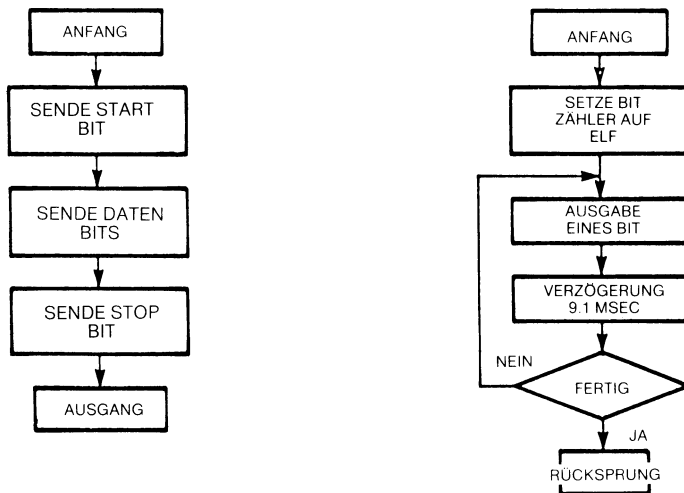 ANFANG
SENDE START
BIT
SENDE DATEN
BITS
SENDE STOP
BIT
AUSGANG
ANFANG
SETZE BIT
ZÄHLER AUF
ELF
AUSGABE
EINES BIT
VERZÖGERUNG
9.1 MSEC
NEIN
FERTIG
JA
RÜCKSPRUNG